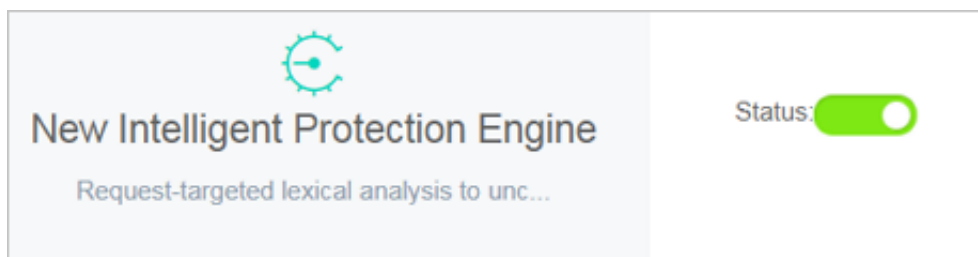 New Intelligent Protection Engine
Status:
Request-targeted lexical analysis to unc...